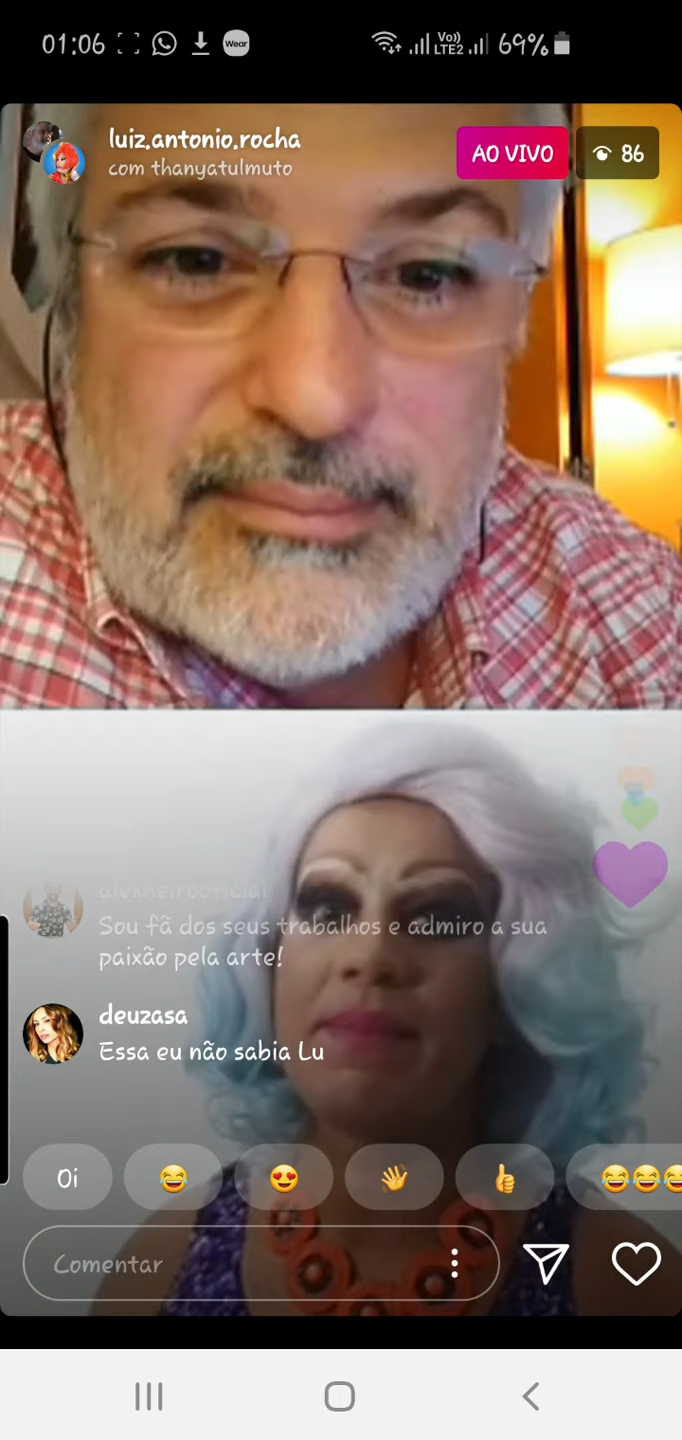 01:06
Wear
Vo))
LTE2
69%
luiz.antonio.rocha
com thanyatulmuto
AO VIVO
86
Sou fã dos seus trabalhos e admiro a sua
paixão pela arte!
deuzasa
Essa eu não sabia Lu
Oi
Comentar